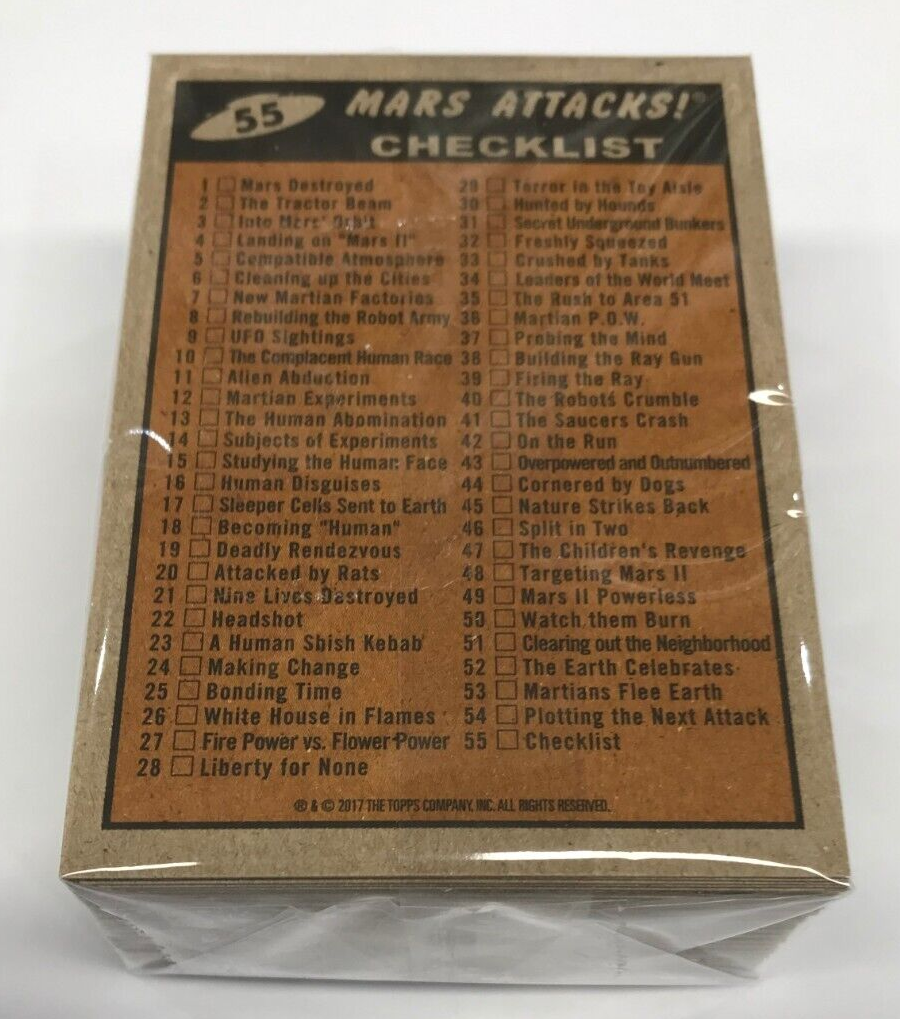 55
MARS ATTACKS!
CHECKLIST
1 Mars Destroyed
2 The Tractor Beam
3 Into Mars' Orbit
4 Landing on "Mars II"
5 Compatible Atmosphere
6 Cleaning up the Cities
7 New Martian Factories
8 Rebuilding the Robot Army
9 UFO Sightings
10 The Complacent Human Race
11 Alien Abduction
12 Martian Experiments
13 The Human Abomination
14 Subjects of Experiments
15 Studying the Human Face
16 Human Disguises
17 Sleeper Cells Sent to Earth
18 Becoming "Human"
19 Deadly Rendezvous
20 Attacked by Rats
21 Nine Lives Destroyed
22 Headshot
23 A Human Shish Kebab
24 Making Change
25 Bonding Time
26 White House in Flames
27 Fire Power vs. Flower Power
28 Liberty for None
29 Terror in the Toy Aisle
30 Hunted by Hounds
31 Secret Underground Bunkers
32 Freshly Squeezed
33 Crushed by Tanks
34 Leaders of the World Meet
35 The Rush to Area 51
36 Martian P.O.W.
37 Probing the Mind
38 Building the Ray Gun
39 Firing the Ray
40 The Robots Crumble
41 The Saucers Crash
42 On the Run
43 Overpowered and Outnumbered
44 Cornered by Dogs
45 Nature Strikes Back
46 Split in Two
47 The Children's Revenge
48 Targeting Mars II
49 Mars II Powerless
50 Watch them Burn
51 Clearing out the Neighborhood
52 The Earth Celebrates
53 Martians Flee Earth
54 Plotting the Next Attack
55 Checklist
® & © 2017 THE TOPPS COMPANY, INC. ALL RIGHTS RESERVED.